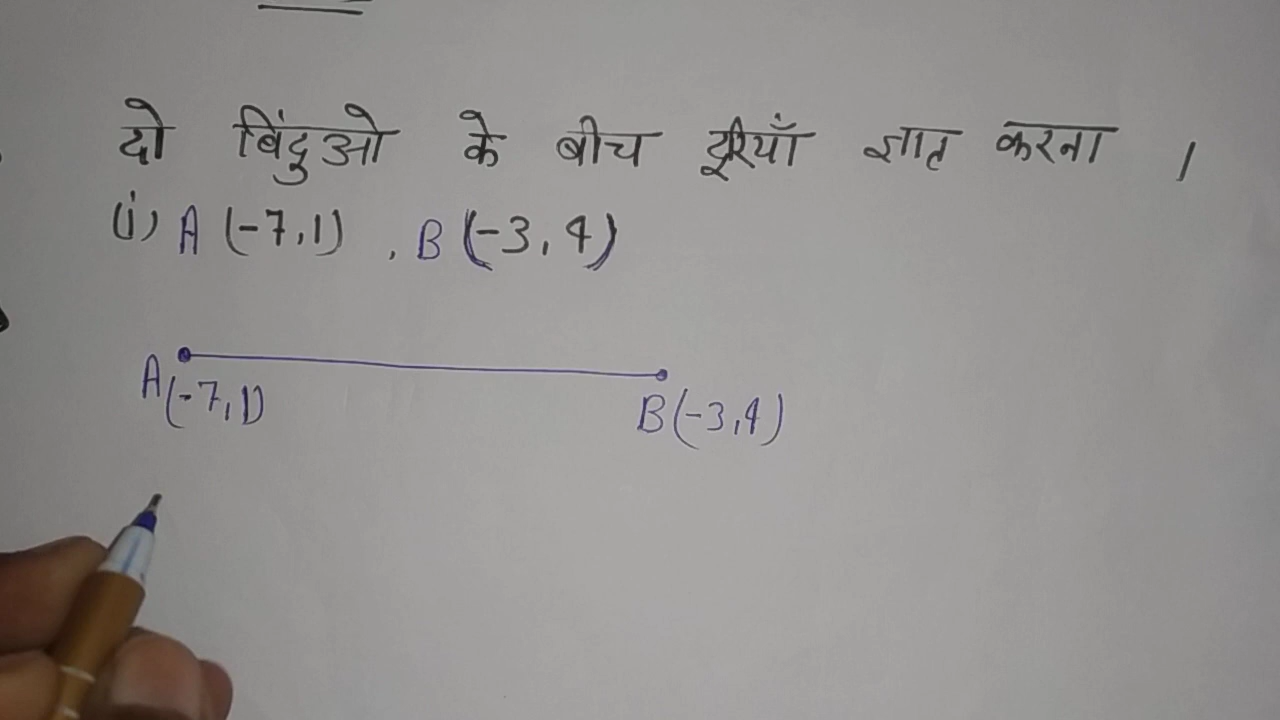 दो बिंदुओ के बीच दूरियाँ ज्ञात करना ।
(i) A (-7,1) , B (-3, 4)
A(-7,1) B(-3,4)